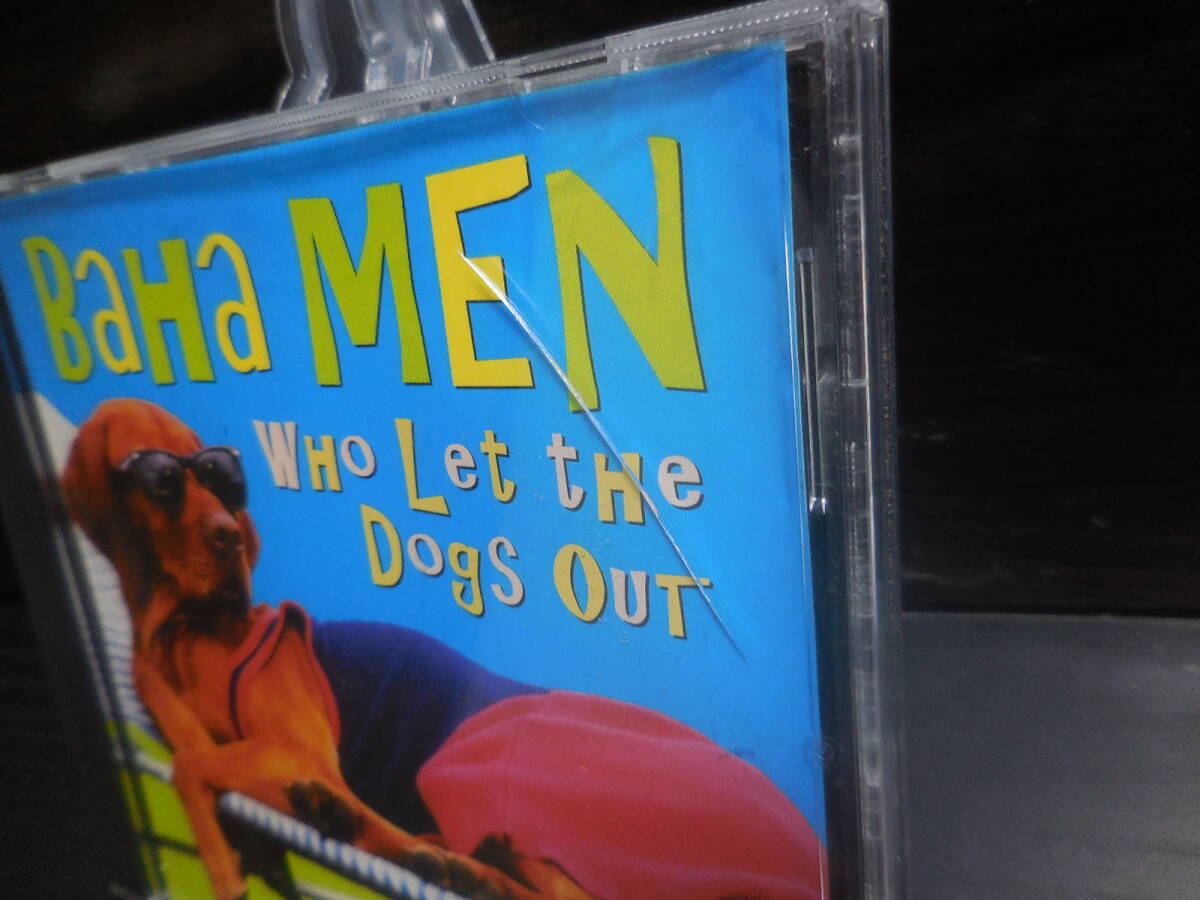 BaHa MEN
WHo Let tHe
Dogs OUT